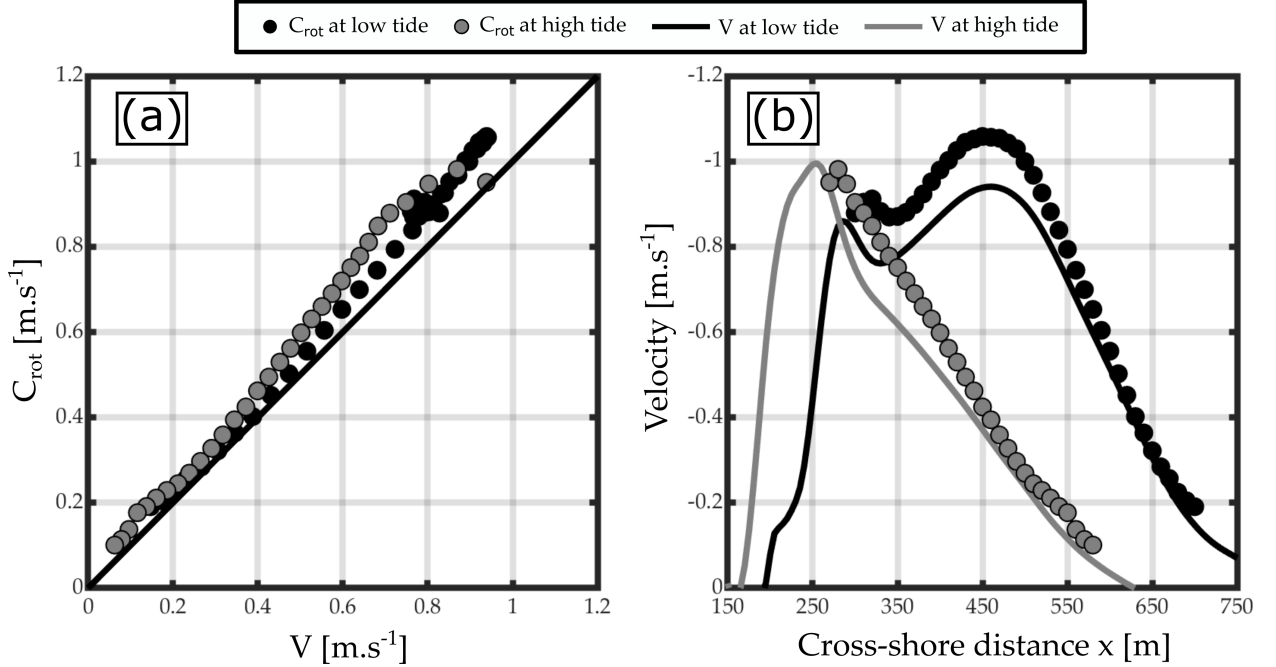 C_rot at low tide C_rot at high tide V at low tide V at high tide
(a)
1.2
1
0.8
0.6
0.4
0.2
0
0 0.2 0.4 0.6 0.8 1 1.2
C_rot [m.s⁻¹]
V [m.s⁻¹]
(b)
-1.2
-1
-0.8
-0.6
-0.4
-0.2
0
150 250 350 450 550 650 750
Velocity [m.s⁻¹]
Cross-shore distance x [m]